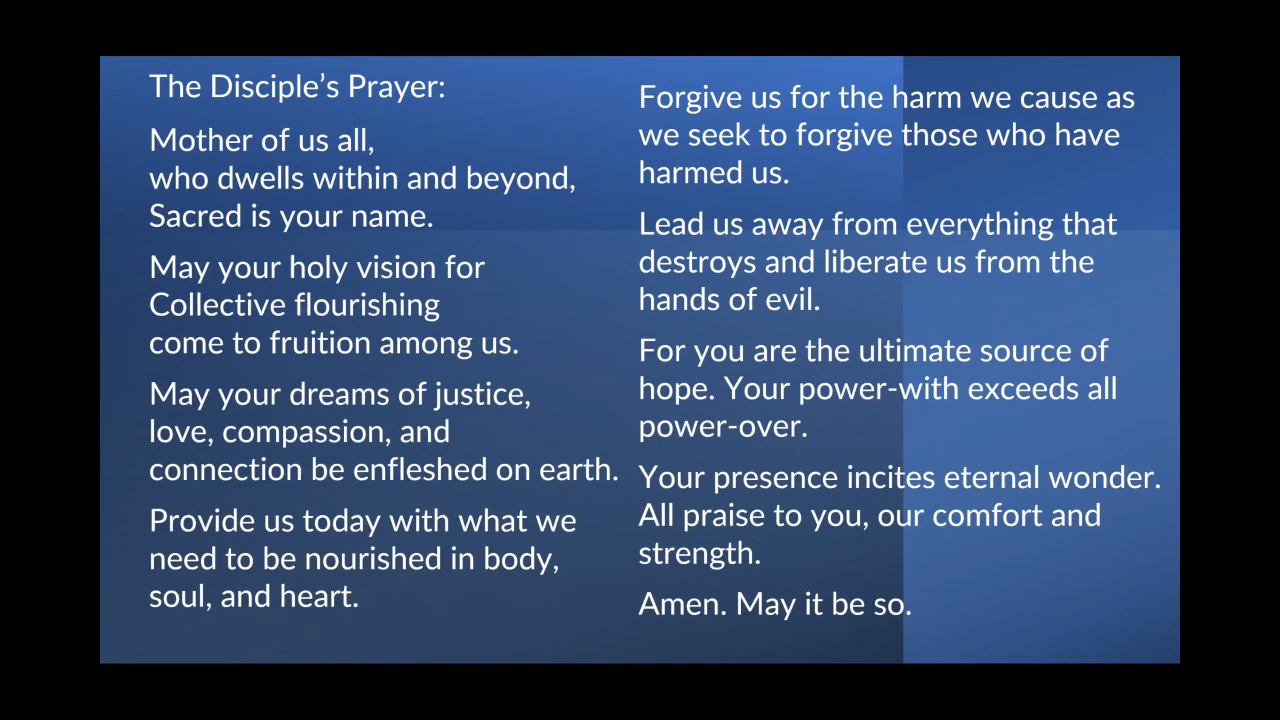 The Disciple’s Prayer:
Mother of us all,
who dwells within and beyond,
Sacred is your name.
May your holy vision for
Collective flourishing
come to fruition among us.
May your dreams of justice,
love, compassion, and
connection be enfleshed on earth.
Provide us today with what we
need to be nourished in body,
soul, and heart.
Forgive us for the harm we cause as
we seek to forgive those who have
harmed us.
Lead us away from everything that
destroys and liberate us from the
hands of evil.
For you are the ultimate source of
hope. Your power-with exceeds all
power-over.
Your presence incites eternal wonder.
All praise to you, our comfort and
strength.
Amen. May it be so.